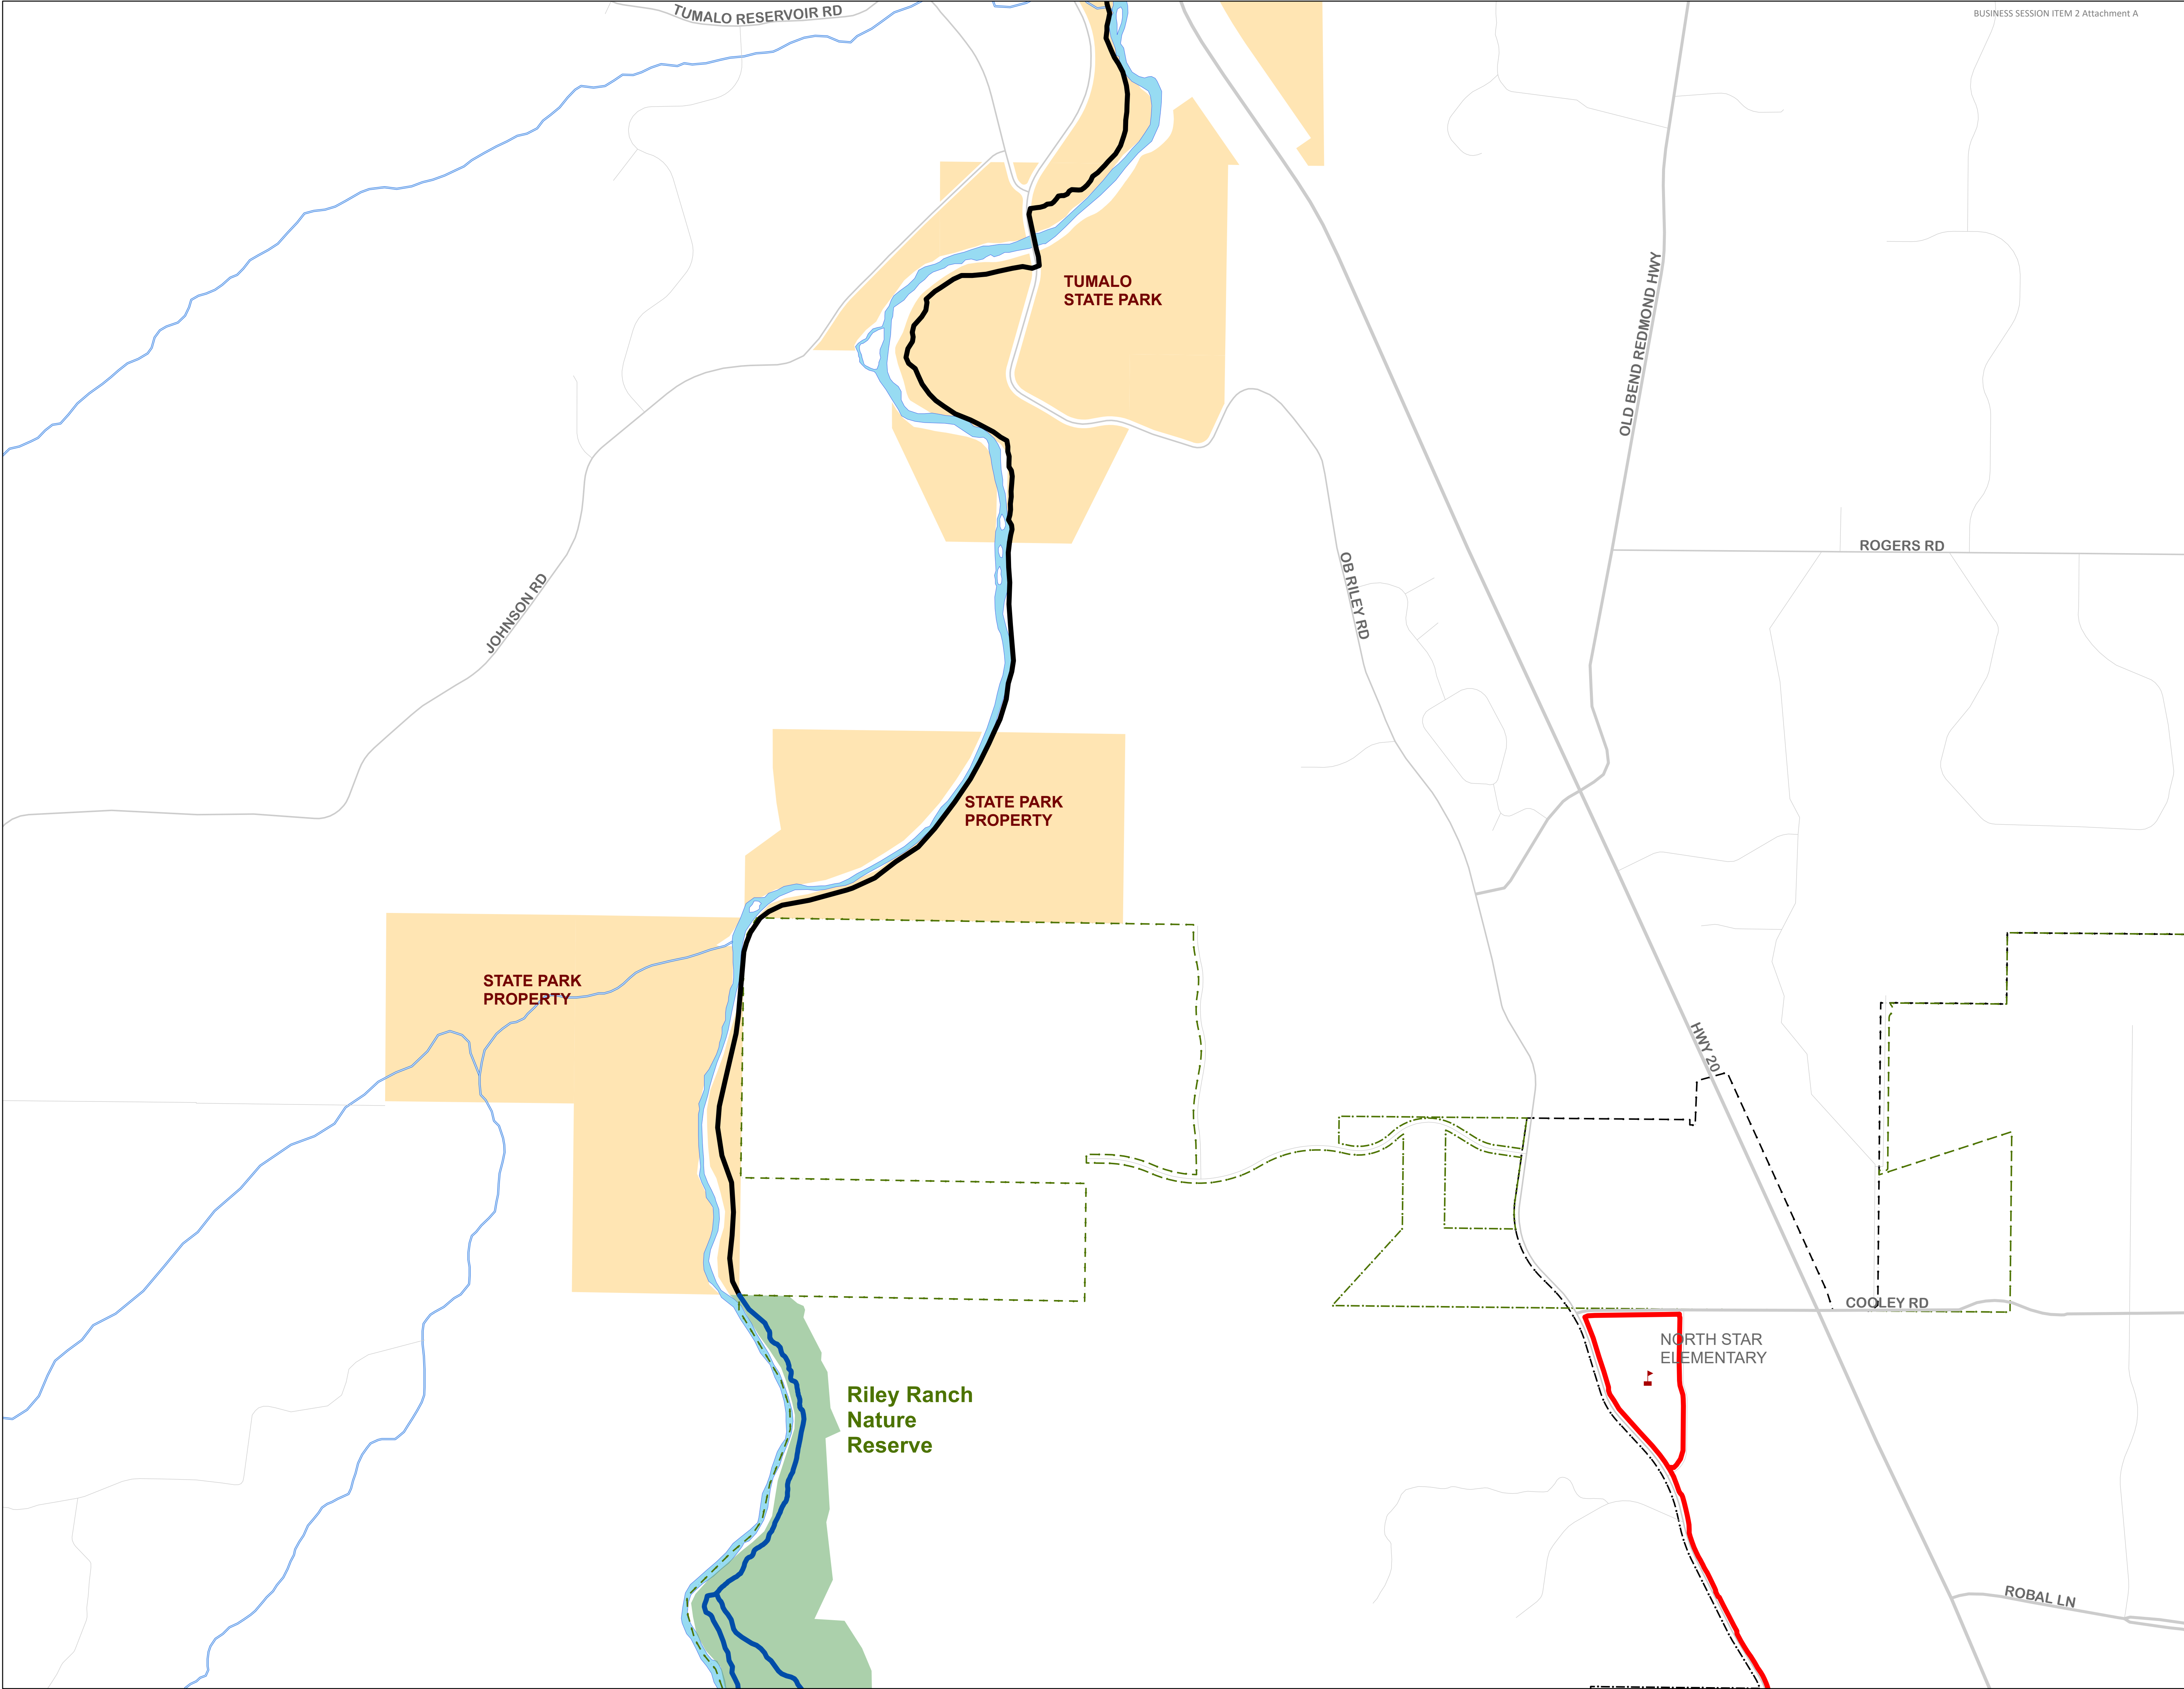 BUSINESS SESSION ITEM 2 Attachment A
TUMALO RESERVOIR RD
TUMALO
STATE PARK
OLD BEND REDMOND HWY
ROGERS RD
OB RILEY RD
JOHNSON RD
STATE PARK
PROPERTY
STATE PARK
PROPERTY
HWY 20
COOLEY RD
NORTH STAR
ELEMENTARY
Riley Ranch
Nature
Reserve
ROBAL LN